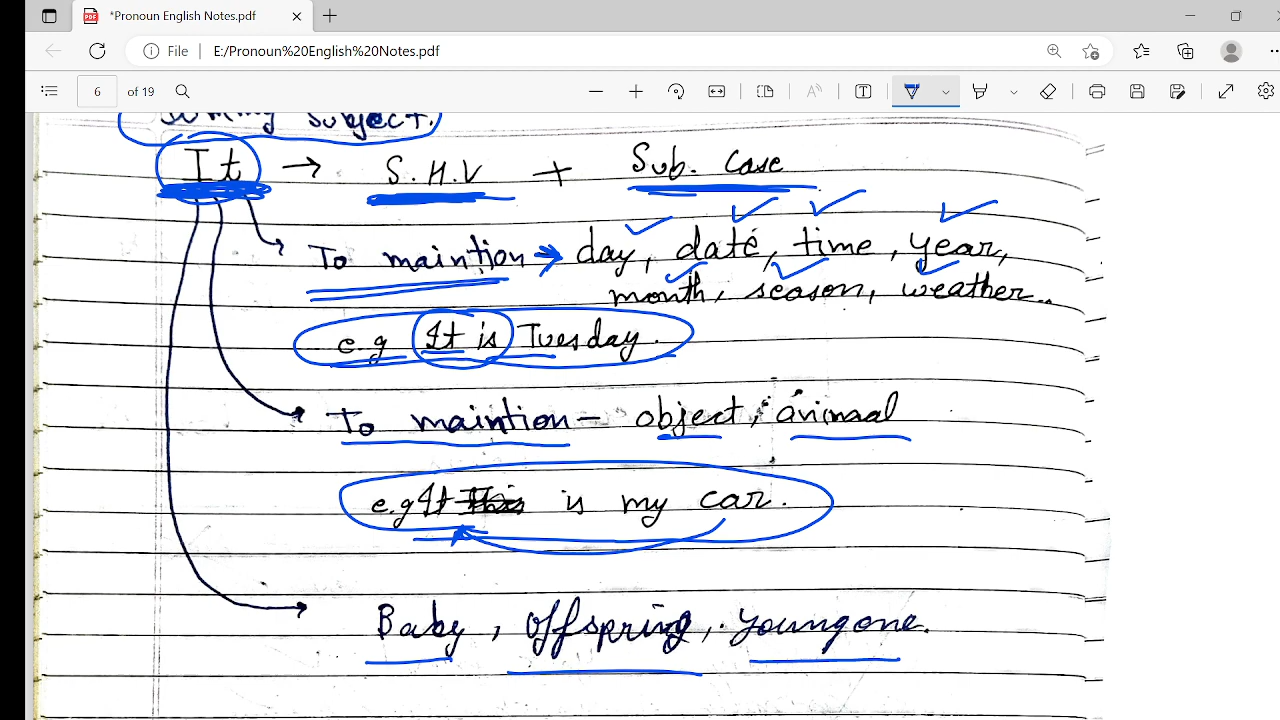 *Pronoun English Notes.pdf
File E:/Pronoun%20English%20Notes.pdf
6 of 19
subject.
It → S.H.V + Sub. Case
To maintion → day, date, time, year,
month, season, weather..
e.g It is Tuesday.
To maintion – object, animaal
e.g It This is my car.
Baby, Offspring, Youngone.